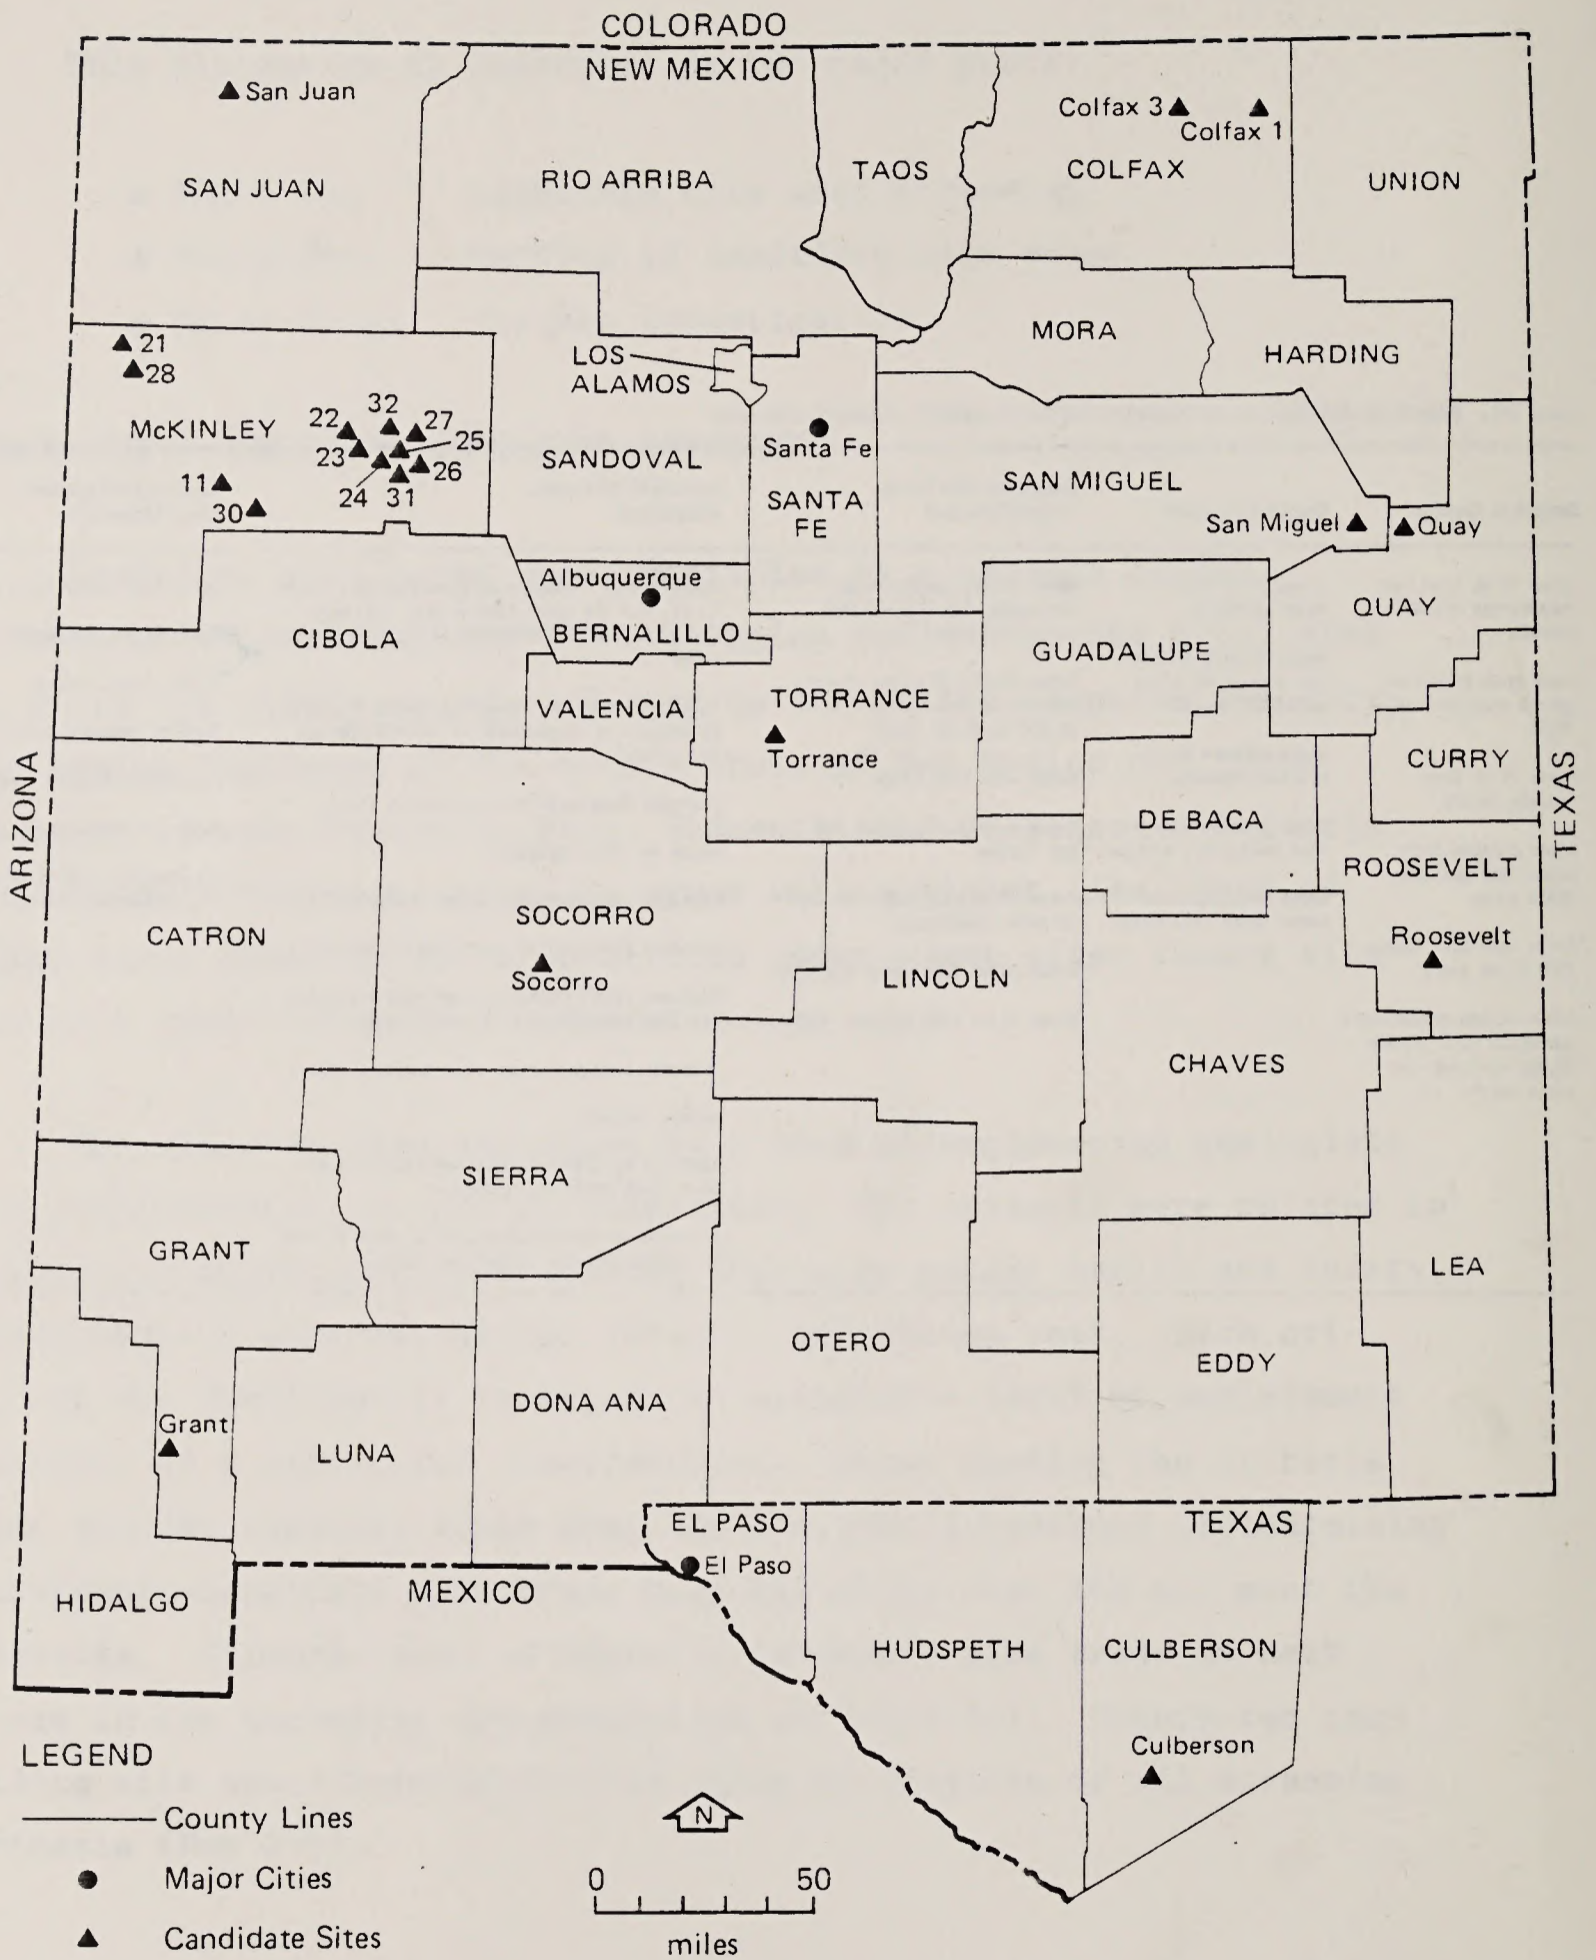 COLORADO
NEW MEXICO
San Juan
Colfax 3
Colfax 1
SAN JUAN
RIO ARRIBA
TAOS
COLFAX
UNION
21
28
LOS
ALAMOS
MORA
HARDING
McKINLEY
22
32
27
25
23
24
31
26
11
30
SANDOVAL
Santa Fe
SANTA
FE
SAN MIGUEL
San Miguel
Quay
Albuquerque
BERNALILLO
CIBOLA
QUAY
GUADALUPE
VALENCIA
TORRANCE
Torrance
CURRY
ARIZONA
TEXAS
DE BACA
ROOSEVELT
Roosevelt
CATRON
SOCORRO
Socorro
LINCOLN
CHAVES
SIERRA
GRANT
LEA
OTERO
EDDY
DONA ANA
Grant
LUNA
EL PASO
El Paso
TEXAS
MEXICO
HIDALGO
HUDSPETH
CULBERSON
Culberson
LEGEND
County Lines
Major Cities
Candidate Sites
N
0 50
miles